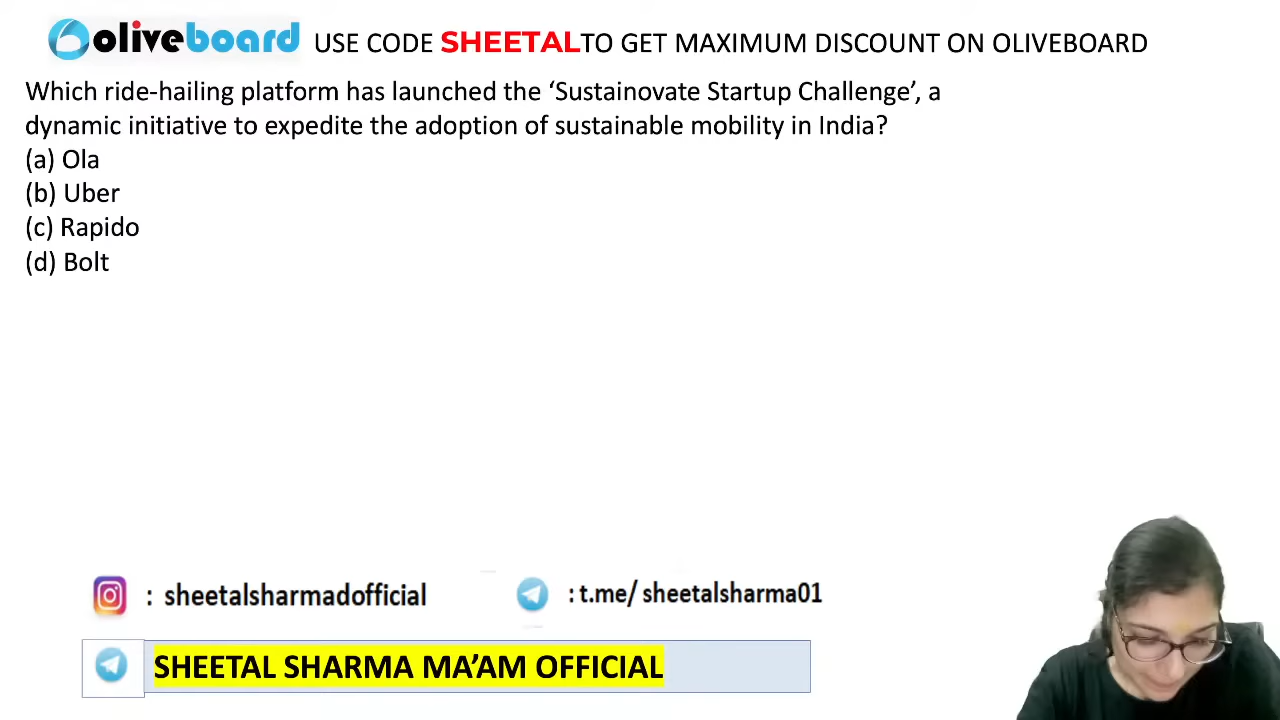 oliveboard USE CODE SHEETAL TO GET MAXIMUM DISCOUNT ON OLIVEBOARD
Which ride-hailing platform has launched the ‘Sustainovate Startup Challenge’, a
dynamic initiative to expedite the adoption of sustainable mobility in India?
(a) Ola
(b) Uber
(c) Rapido
(d) Bolt
: sheetalsharmadofficial
: t.me/ sheetalsharma01
SHEETAL SHARMA MA’AM OFFICIAL